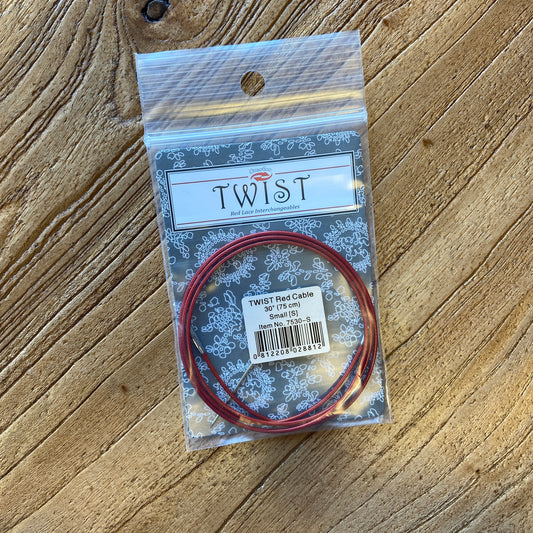 TWIST
Red Lace Interchangeables
TWIST Red Cable
30" (75 cm)
Small [S]
Item No. 7530-S
0 812208 028812